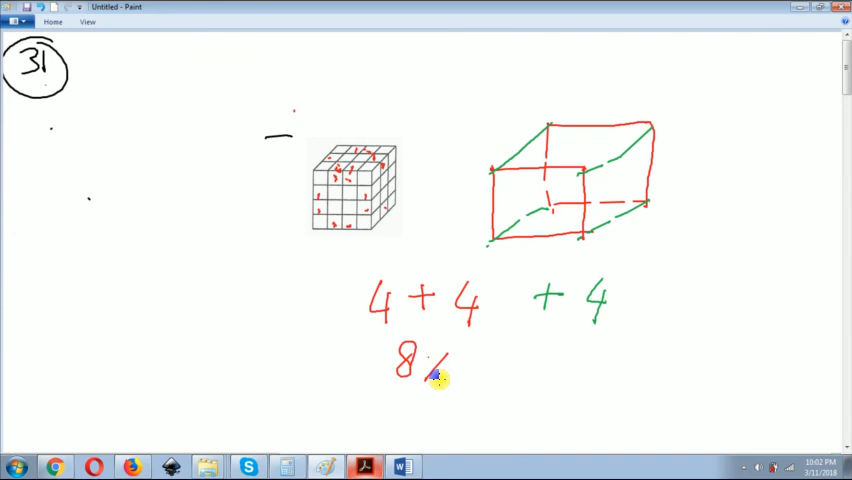 Untitled - Paint
Home View
31
4 + 4 + 4
8
10:02 PM
3/11/2018